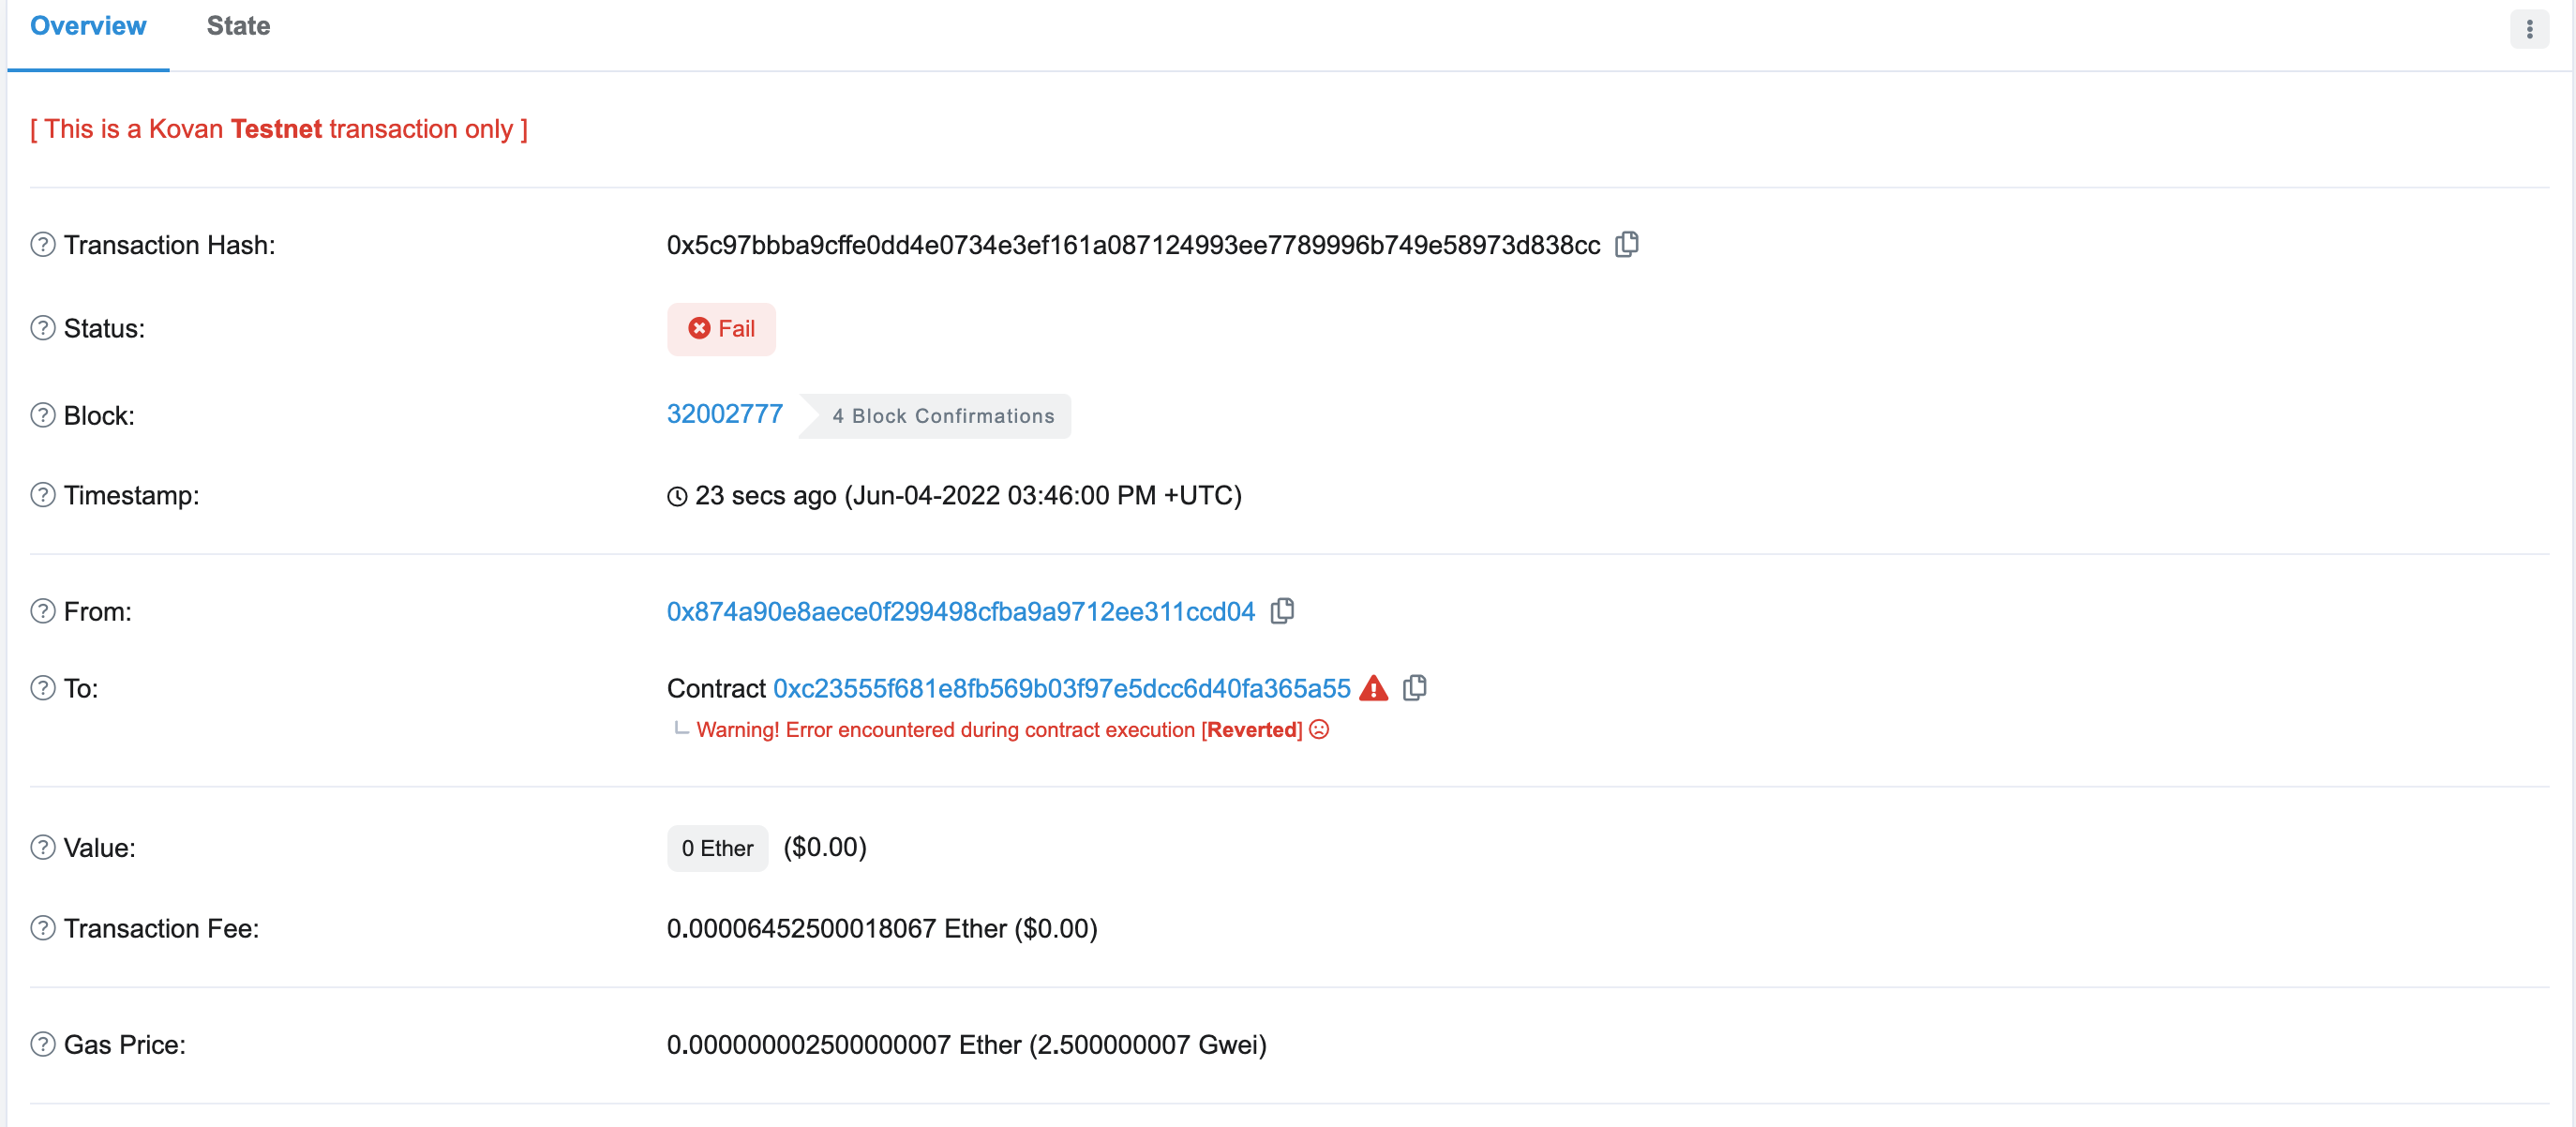 Overview State
[ This is a Kovan Testnet transaction only ]
Transaction Hash: 0x5c97bbba9cffe0dd4e0734e3ef161a087124993ee7789996b749e58973d838cc
Status: Fail
Block: 32002777 4 Block Confirmations
Timestamp: 23 secs ago (Jun-04-2022 03:46:00 PM +UTC)
From: 0x874a90e8aece0f299498cfba9a9712ee311ccd04
To: Contract 0xc23555f681e8fb569b03f97e5dcc6d40fa365a55
Warning! Error encountered during contract execution [Reverted]
Value: 0 Ether ($0.00)
Transaction Fee: 0.00006452500018067 Ether ($0.00)
Gas Price: 0.000000002500000007 Ether (2.500000007 Gwei)